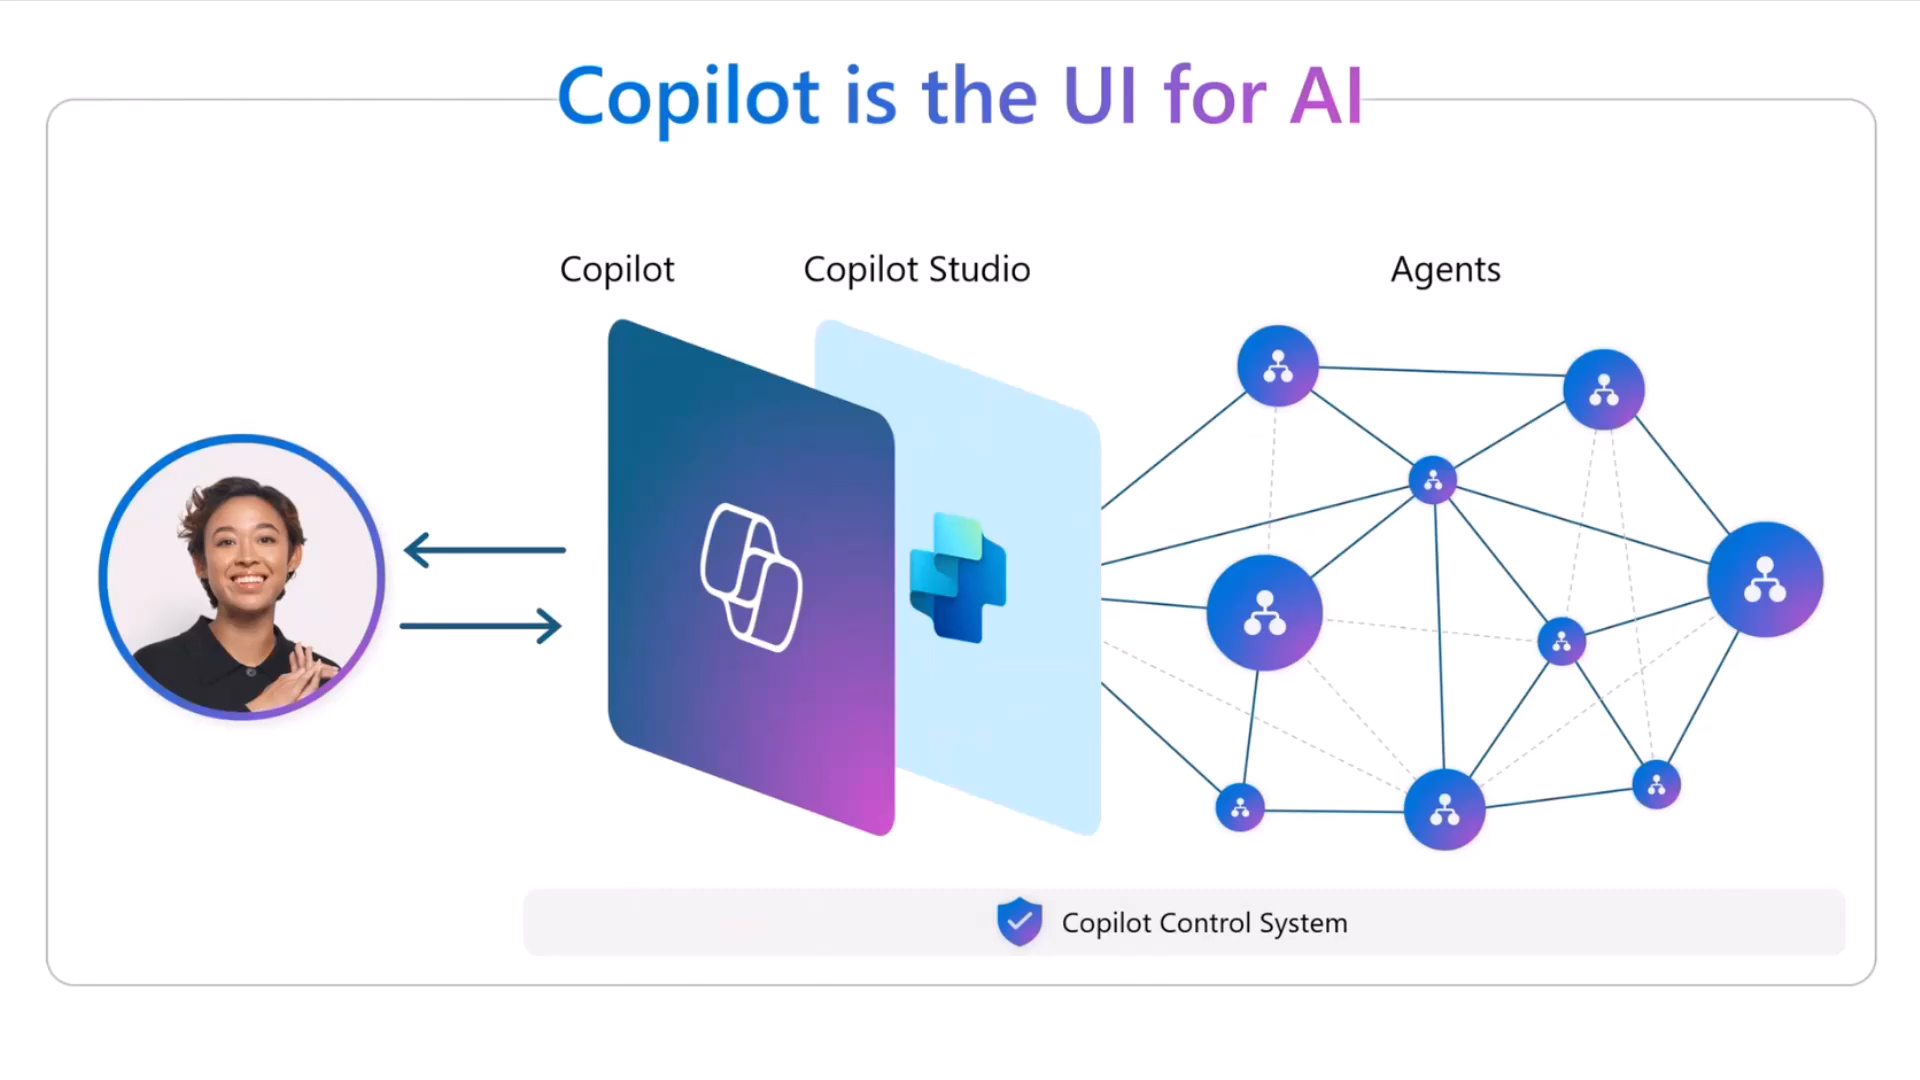 Copilot is the UI for AI
Copilot
Copilot Studio
Agents
Copilot Control System